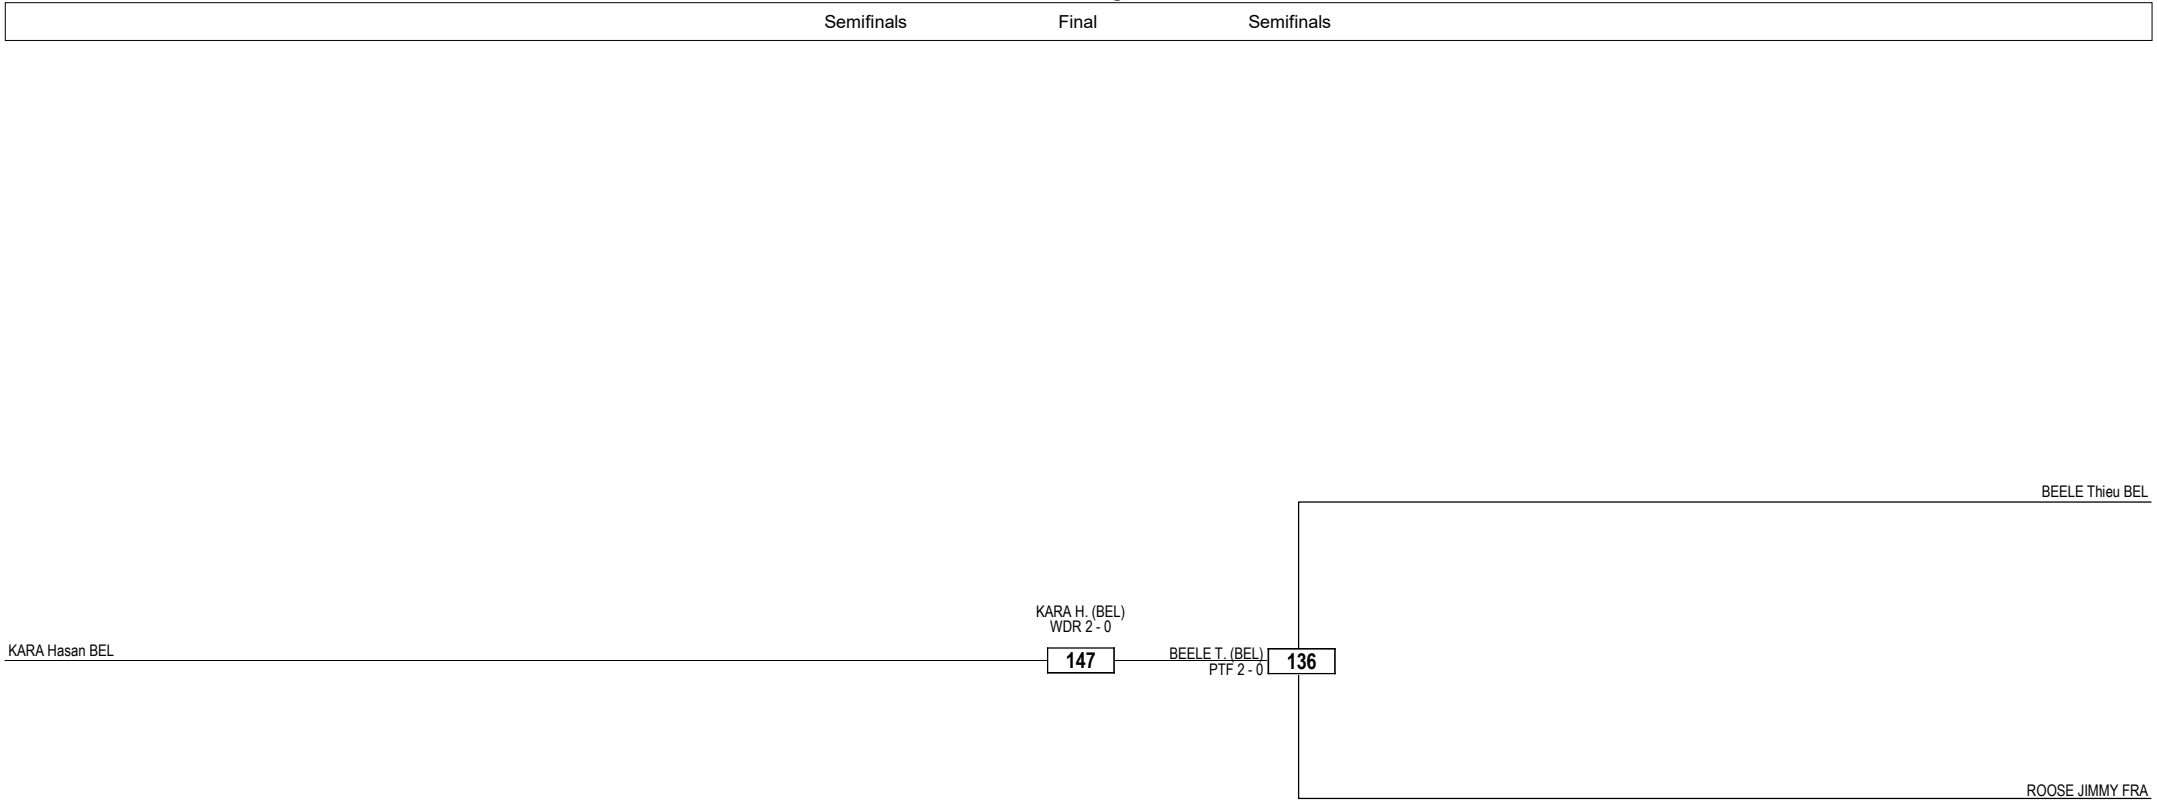 Semifinals Final Semifinals
BEELE Thieu BEL
KARA H. (BEL)
WDR 2 - 0
KARA Hasan BEL
147
BEELE T. (BEL)
PTF 2 - 0
136
ROOSE JIMMY FRA